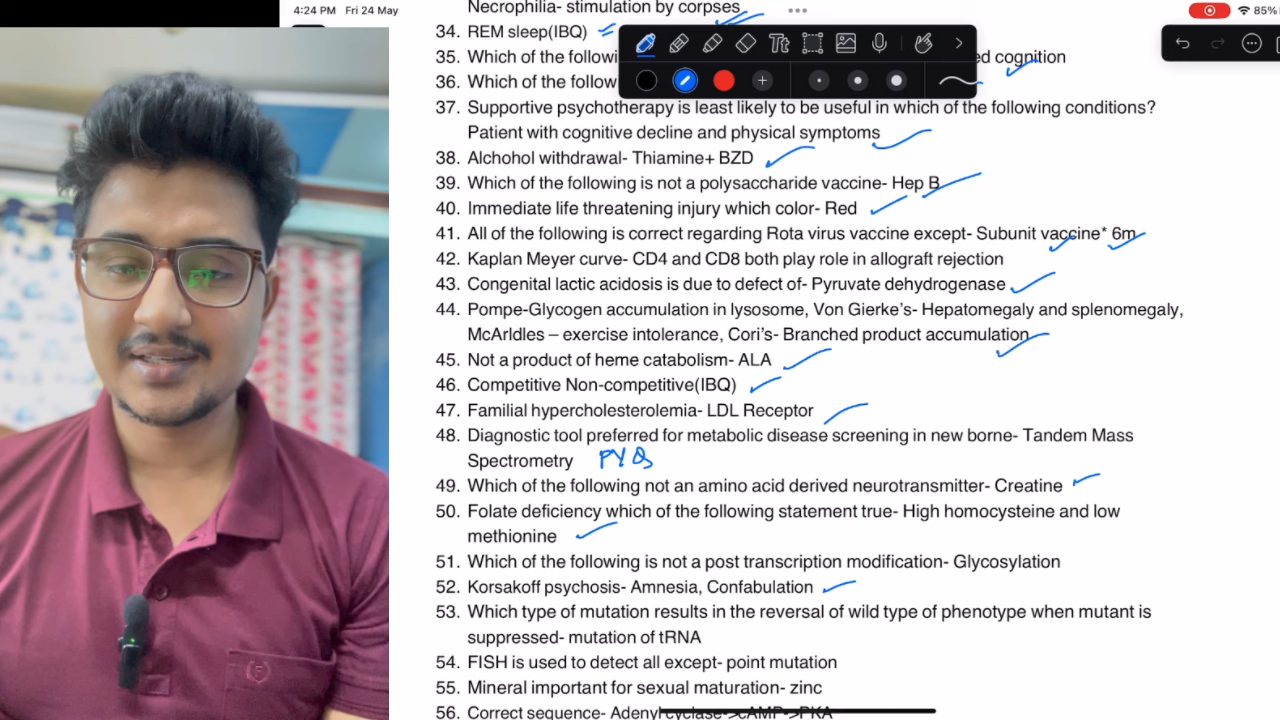 4:24 PM Fri 24 May
85%
Necrophilia- stimulation by corpses
34. REM sleep(IBQ)
Tt
35. Which of the followi ed cognition
36. Which of the follow
37. Supportive psychotherapy is least likely to be useful in which of the following conditions?
Patient with cognitive decline and physical symptoms
38. Alchohol withdrawal- Thiamine+ BZD
39. Which of the following is not a polysaccharide vaccine- Hep B
40. Immediate life threatening injury which color- Red
41. All of the following is correct regarding Rota virus vaccine except- Subunit vaccine* 6m
42. Kaplan Meyer curve- CD4 and CD8 both play role in allograft rejection
43. Congenital lactic acidosis is due to defect of- Pyruvate dehydrogenase
44. Pompe-Glycogen accumulation in lysosome, Von Gierke’s- Hepatomegaly and splenomegaly,
McArldles – exercise intolerance, Cori’s- Branched product accumulation
45. Not a product of heme catabolism- ALA
46. Competitive Non-competitive(IBQ)
47. Familial hypercholesterolemia- LDL Receptor
48. Diagnostic tool preferred for metabolic disease screening in new borne- Tandem Mass
Spectrometry PYQs
49. Which of the following not an amino acid derived neurotransmitter- Creatine
50. Folate deficiency which of the following statement true- High homocysteine and low
methionine
51. Which of the following is not a post transcription modification- Glycosylation
52. Korsakoff psychosis- Amnesia, Confabulation
53. Which type of mutation results in the reversal of wild type of phenotype when mutant is
suppressed- mutation of tRNA
54. FISH is used to detect all except- point mutation
55. Mineral important for sexual maturation- zinc
56. Correct sequence- Adenyl cyclase->cAMP->PKA